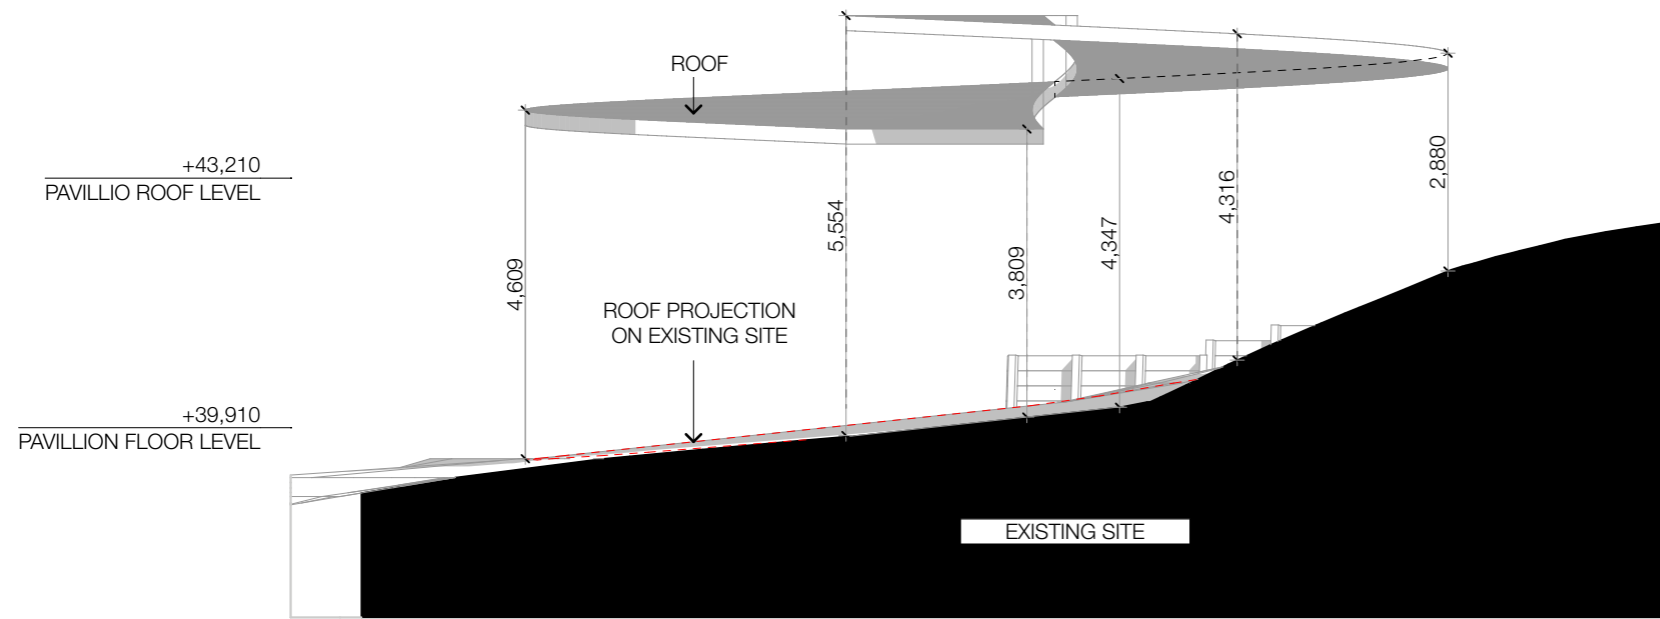 ROOF
+43,210
PAVILLIO ROOF LEVEL
4,609
5,554
3,809
4,347
4,316
2,880
ROOF PROJECTION
ON EXISTING SITE
+39,910
PAVILLION FLOOR LEVEL
EXISTING SITE